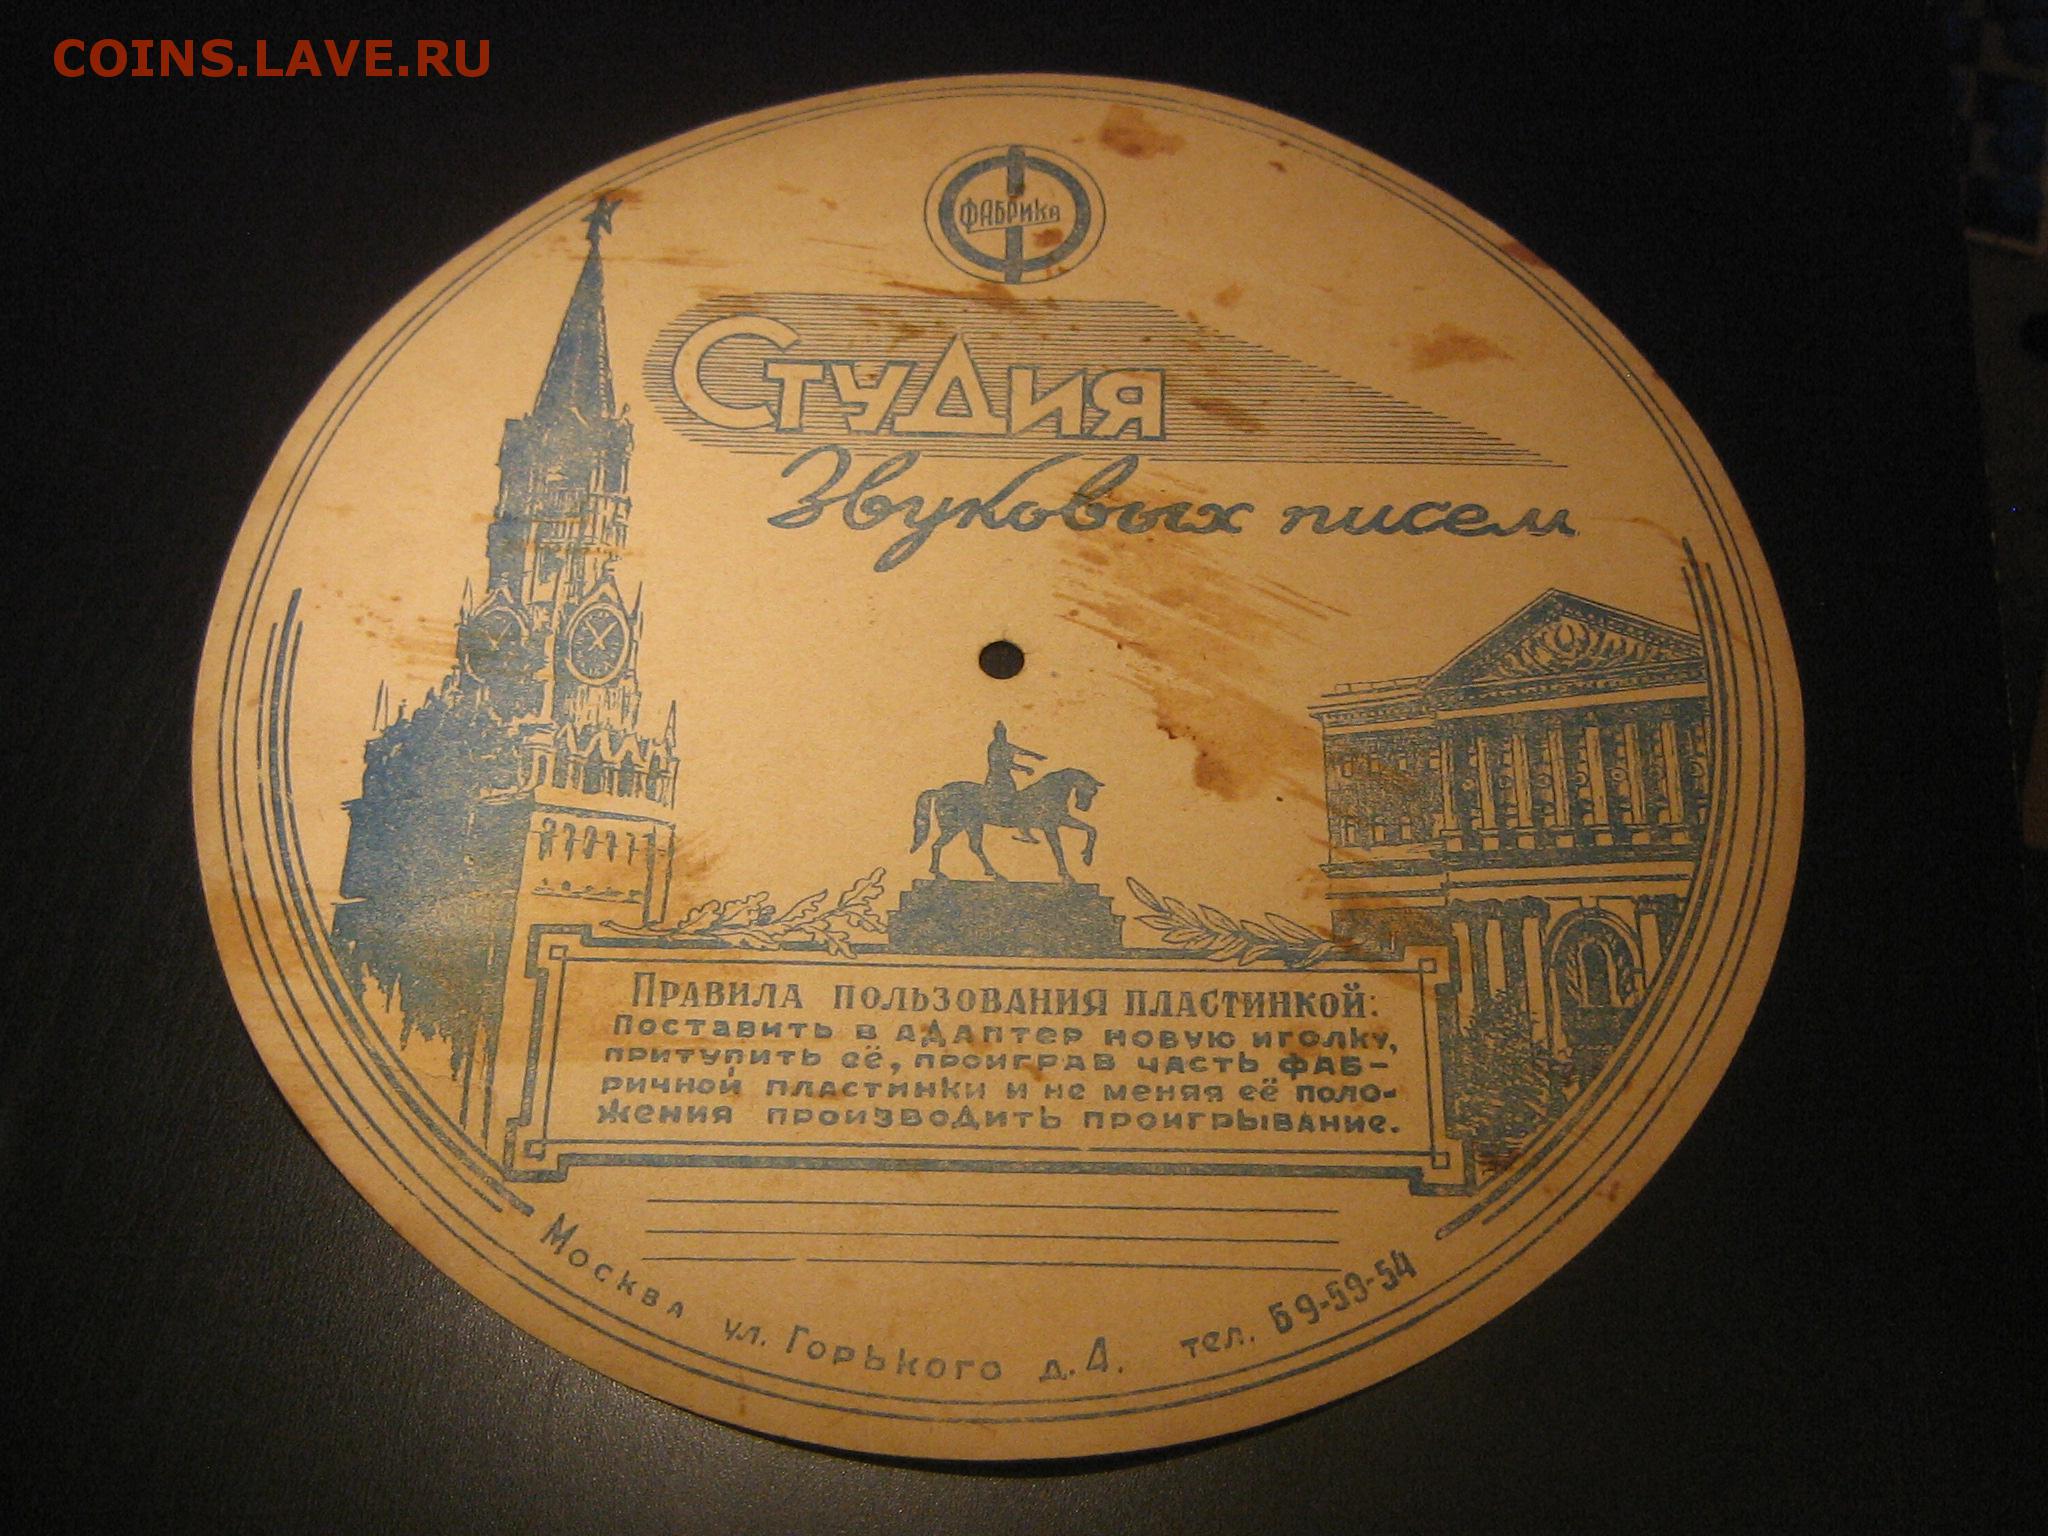 COINS.LAVE.RU
ФАБРИКА
СТУДИЯ
Звуковых писем
ПРАВИЛА ПОЛЬЗОВАНИЯ ПЛАСТИНКОЙ:
ПОСТАВИТЬ В АДАПТЕР НОВУЮ ИГОЛКУ,
ПРИТУПИТЬ ЕЁ, ПРОИГРАВ ЧАСТЬ ФАБ-
РИЧНОЙ ПЛАСТИНКИ И НЕ МЕНЯЯ ЕЁ ПОЛО-
ЖЕНИЯ ПРОИЗВОДИТЬ ПРОИГРЫВАНИЕ.
МОСКВА УЛ. ГОРЬКОГО Д. 4. ТЕЛ. Б9-59-54